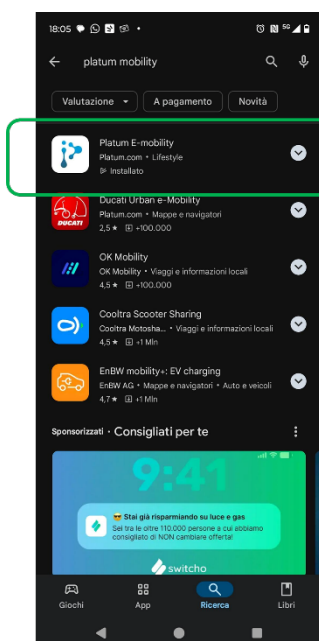 18:05
5G
platum mobility
Valutazione
A pagamento
Novità
Platum E-mobility
Platum.com • Lifestyle
Installato
DUCATI
Ducati Urban e-Mobility
Platum.com • Mappe e navigatori
2,5 ★ +100.000
OK Mobility
OK Mobility • Viaggi e informazioni locali
4,5 ★ +100.000
Cooltra Scooter Sharing
Cooltra Motosha... • Viaggi e informazioni locali
4,5 ★ +1 Mln
EnBW mobility+: EV charging
EnBW AG • Mappe e navigatori • Auto e veicoli
4,7 ★ +1 Mln
Sponsorizzati • Consigliati per te
9:41
Stai già risparmiando su luce e gas
Sei tra le oltre 110.000 persone a cui abbiamo
consigliato di NON cambiare offerta!
switcho
Giochi
App
Ricerca
Libri